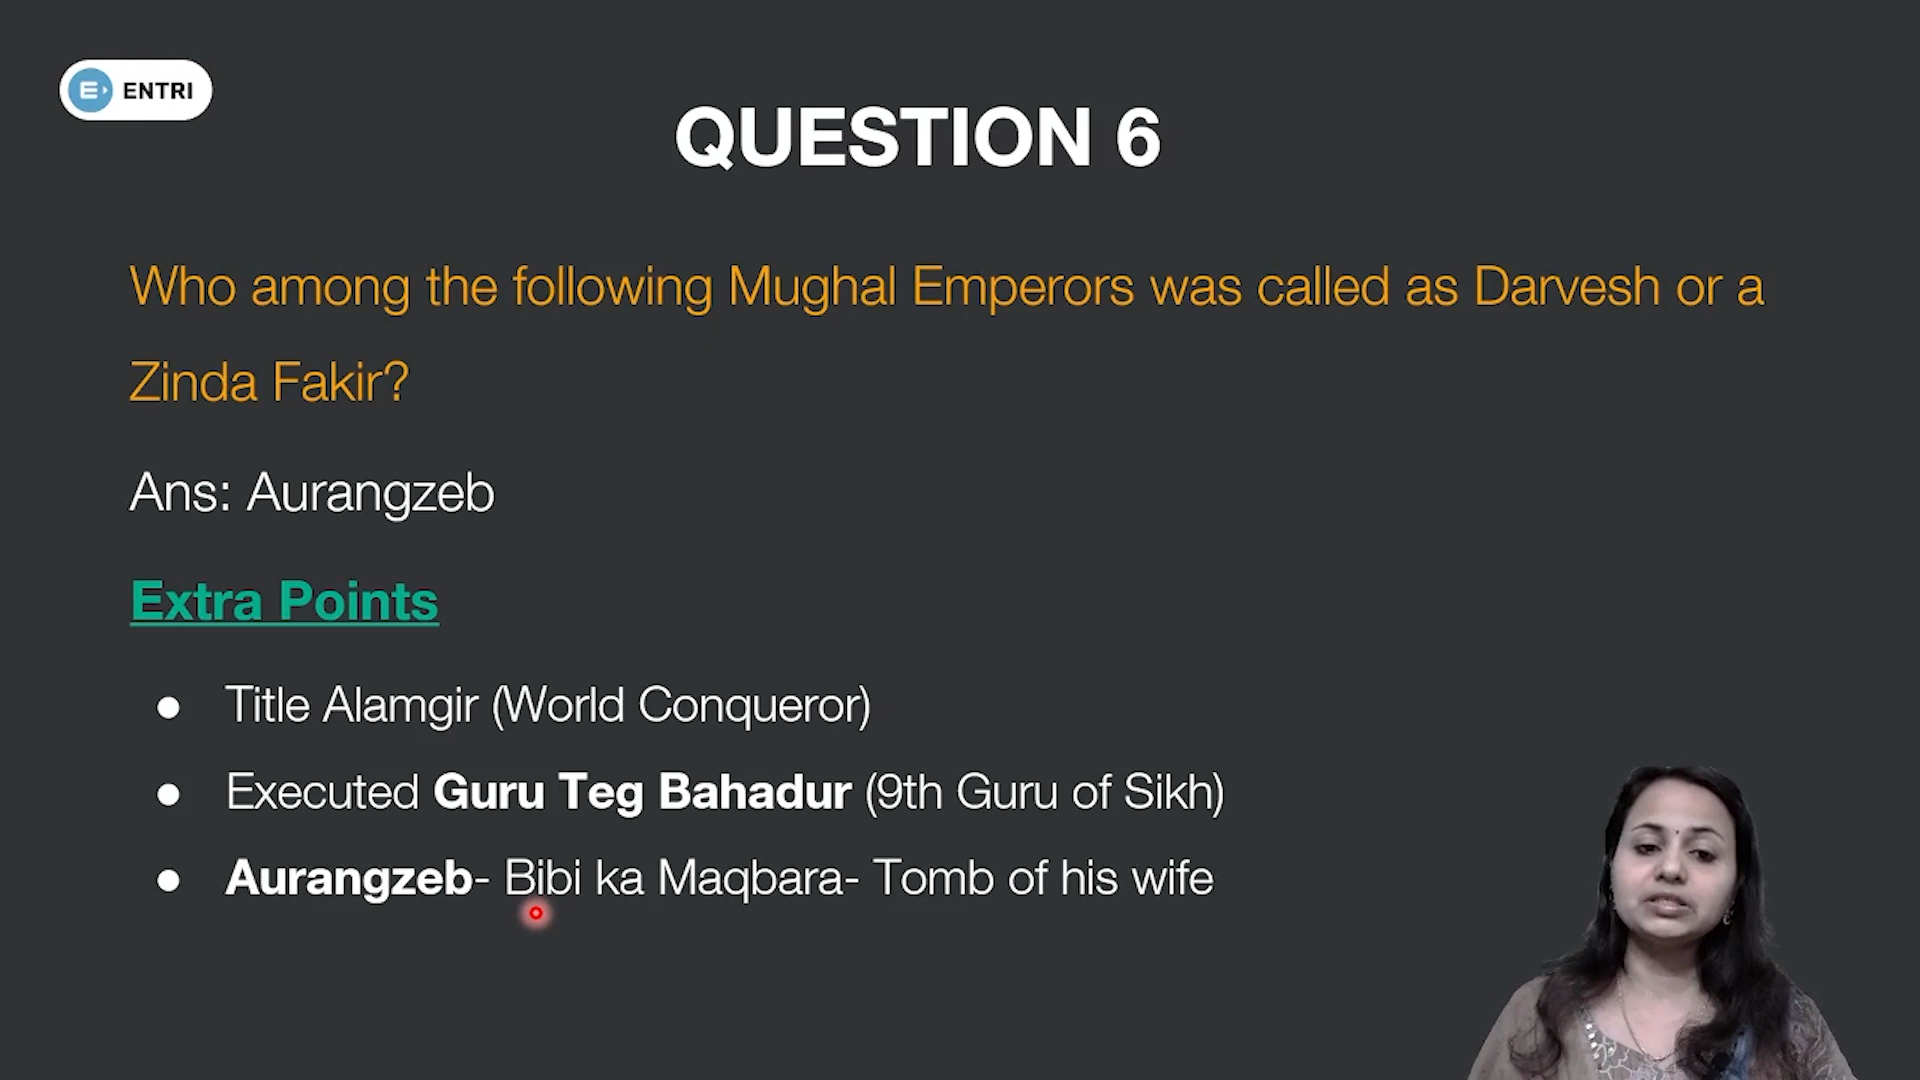 ENTRI
QUESTION 6
Who among the following Mughal Emperors was called as Darvesh or a
Zinda Fakir?
Ans: Aurangzeb
Extra Points
● Title Alamgir (World Conqueror)
● Executed Guru Teg Bahadur (9th Guru of Sikh)
● Aurangzeb- Bibi ka Maqbara- Tomb of his wife